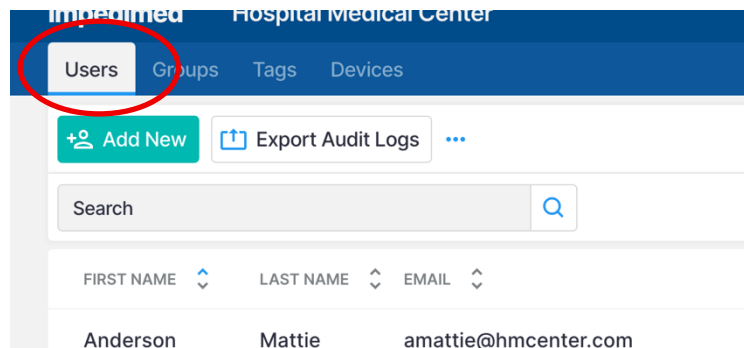 Impedimed Hospital Medical Center
Users Groups Tags Devices
Add New Export Audit Logs
Search
FIRST NAME LAST NAME EMAIL
Anderson Mattie amattie@hmcenter.com